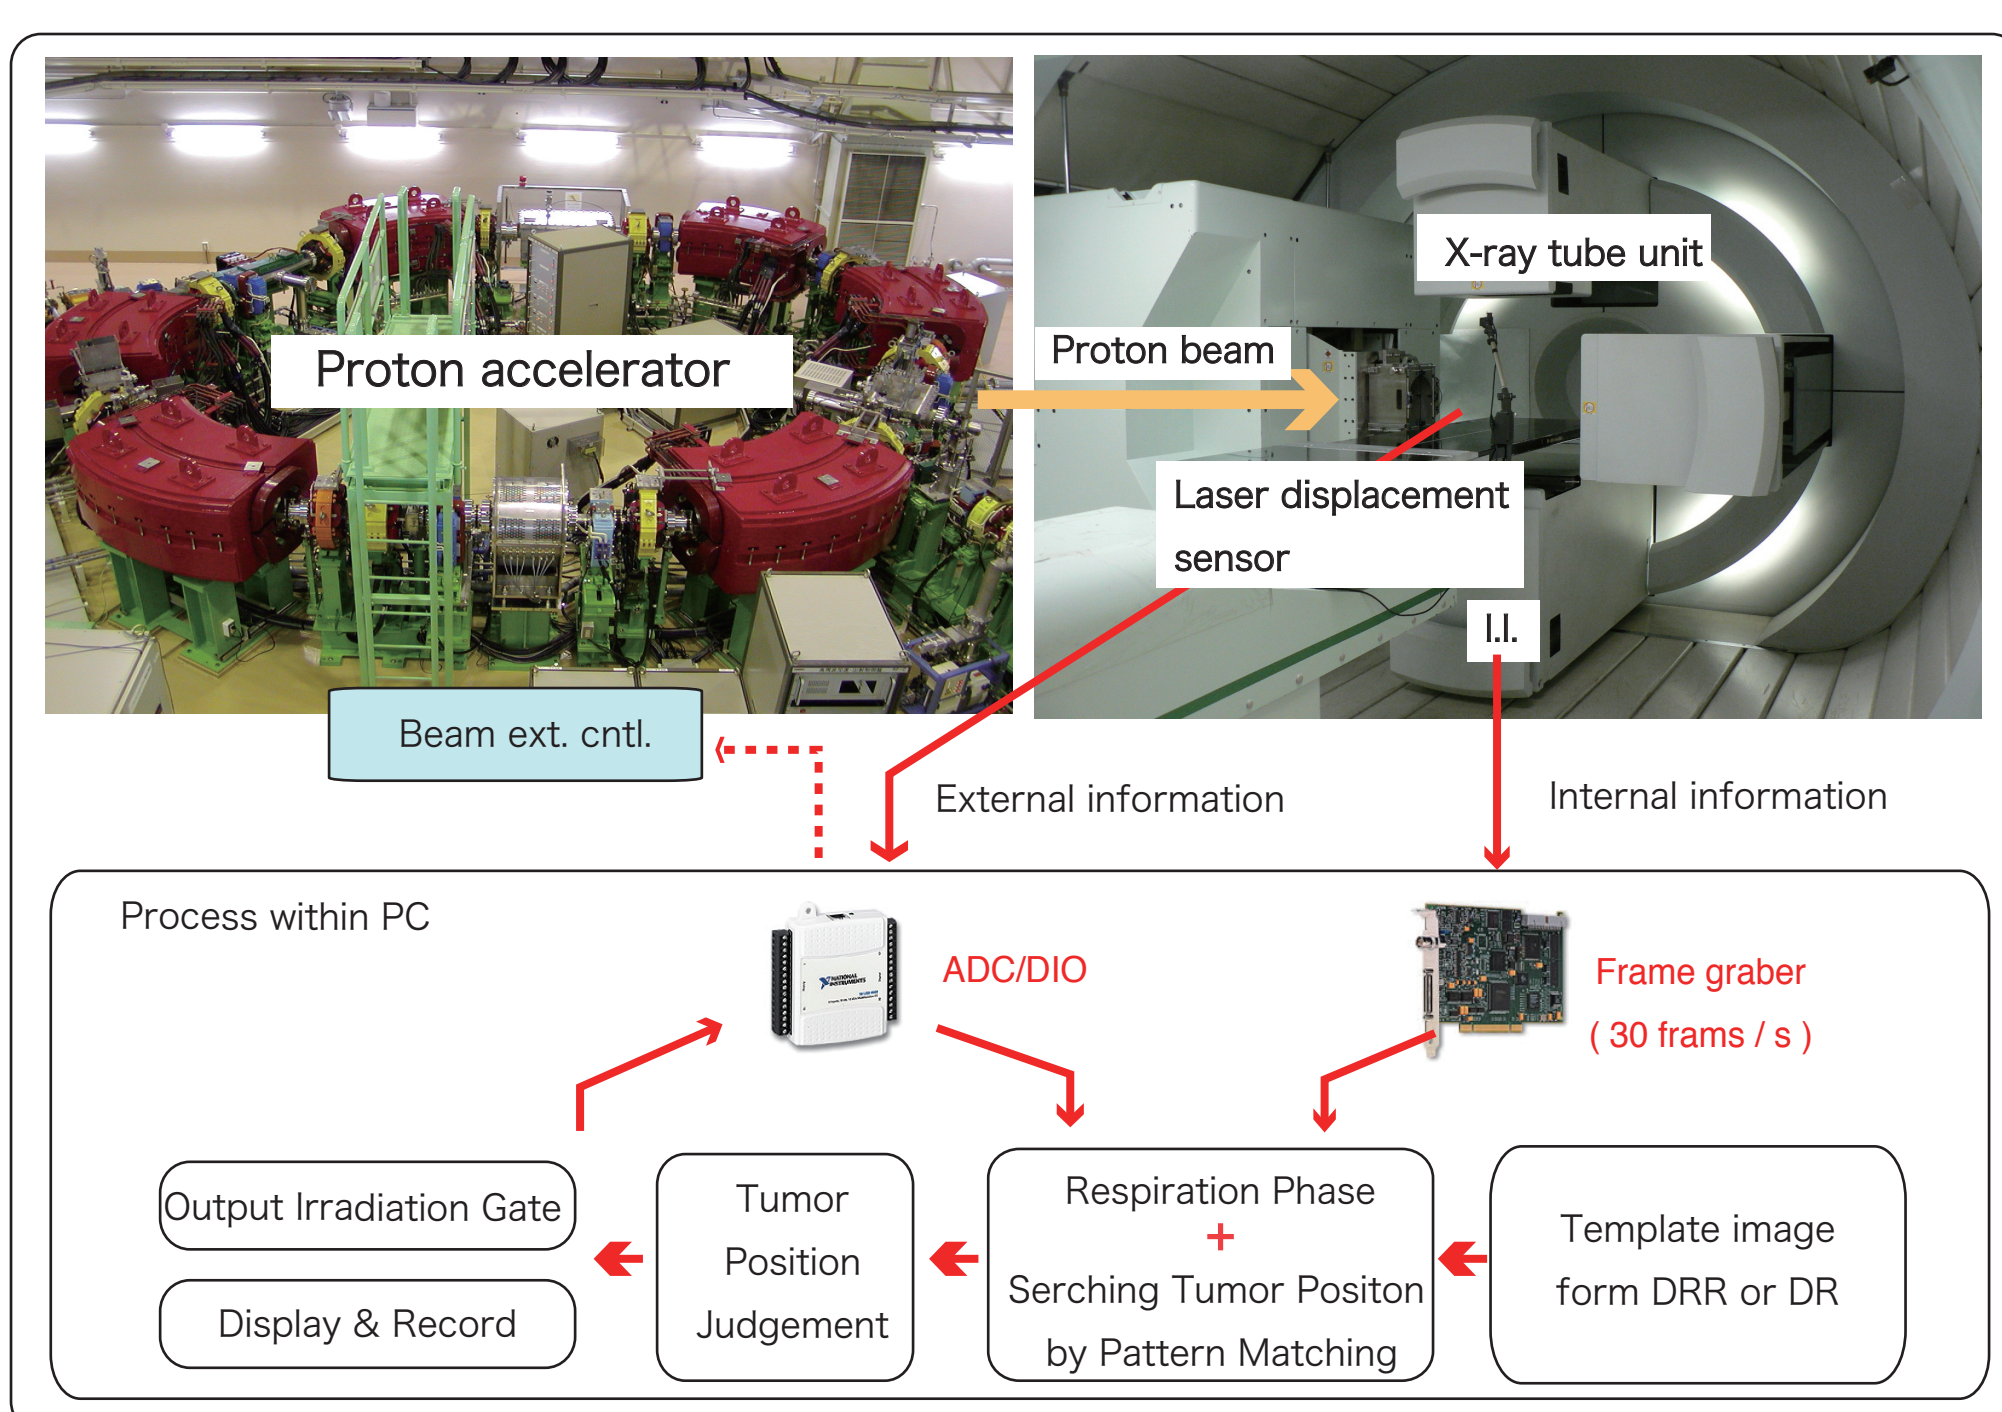 X-ray tube unit
Proton beam
Proton accelerator
Laser displacement
sensor
I.I.
Beam ext. cntl.
External information
Internal information
Process within PC
NATIONAL
INSTRUMENTS
ADC/DIO
Frame graber
( 30 frams / s )
Output Irradiation Gate
Display & Record
Tumor
Position
Judgement
Respiration Phase
+
Serching Tumor Positon
by Pattern Matching
Template image
form DRR or DR